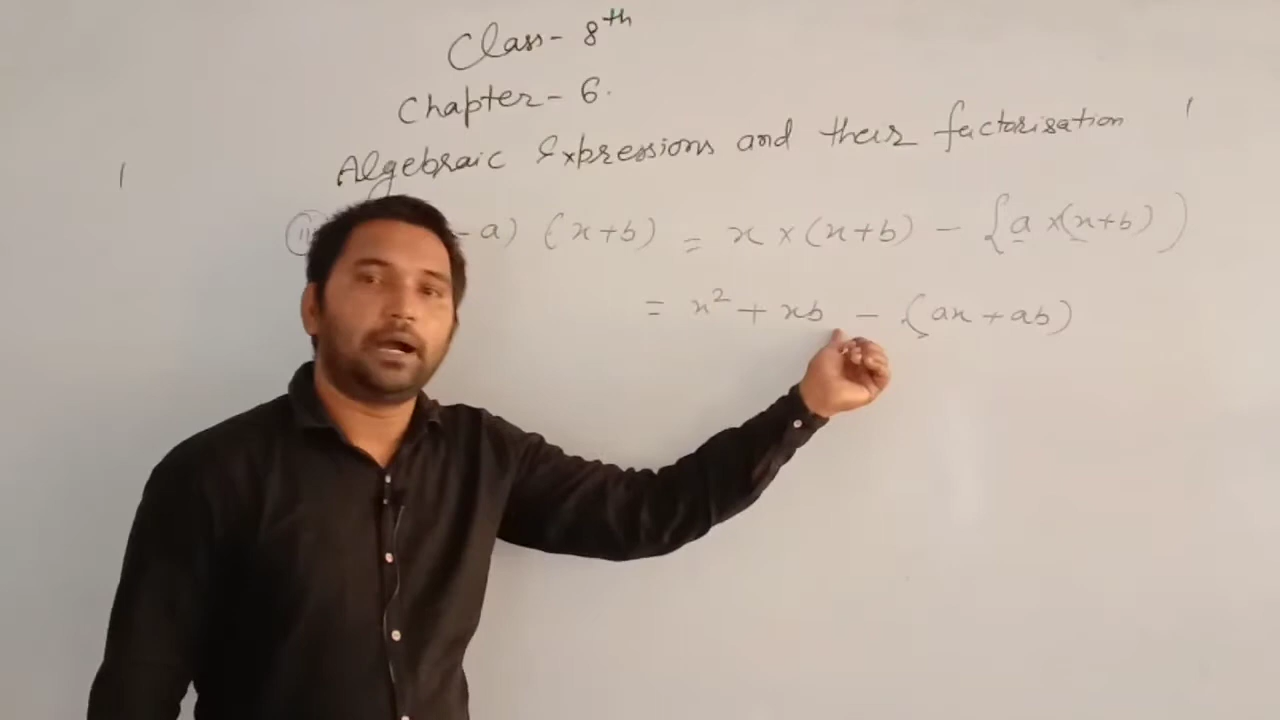 Class- 8th
Chapter- 6.
Algebraic Expressions and their factorisation
- a) (x+b) = x × (x+b) - {a ×(x+b)}
= x² + xb - (ax + ab)